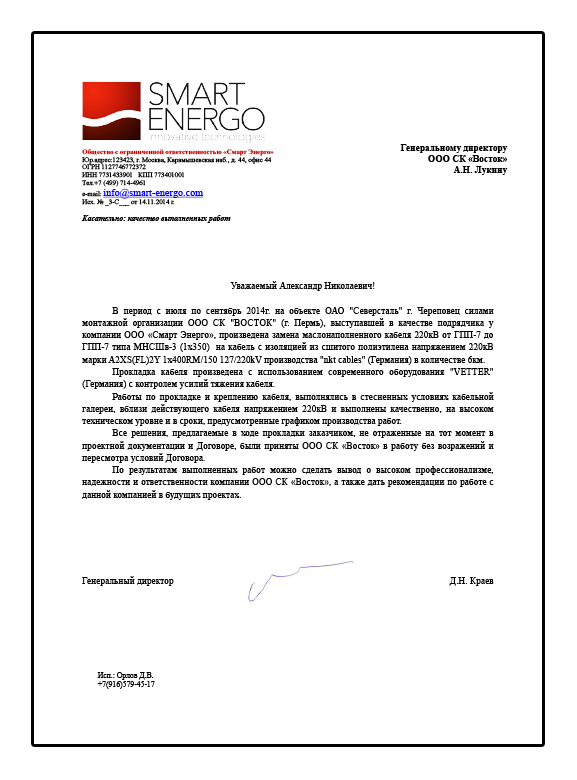 SMART
ENERGO
innovative technologies
Общество с ограниченной ответственностью «Смарт Энерго»
Юр.адрес:123423, г. Москва, Карамышевская наб., д. 44, офис 44
ОГРН 1127746772372
ИНН 7731433901 КПП 773401001
Тел.+7 (499) 714-4961
e-mail: info@smart-energo.com
Исх. № _3-С___ от 14.11.2014 г.
Касательно: качество выполненных работ
Генеральному директору
ООО СК «Восток»
А.Н. Лукину
Уважаемый Александр Николаевич!
В период с июля по сентябрь 2014г. на объекте ОАО "Северсталь" г. Череповец силами
монтажной организации ООО СК "ВОСТОК" (г. Пермь), выступавшей в качестве подрядчика у
компании ООО «Смарт Энерго», произведена замена маслонаполненного кабеля 220кВ от ГПП-7 до
ГПП-7 типа МНСШв-3 (1х350) на кабель с изоляцией из сшитого полиэтилена напряжением 220кВ
марки A2XS(FL)2Y 1x400RM/150 127/220kV производства "nkt cables" (Германия) в количестве 6км.
Прокладка кабеля произведена с использованием современного оборудования "VETTER"
(Германия) с контролем усилий тяжения кабеля.
Работы по прокладке и креплению кабеля, выполнялись в стесненных условиях кабельной
галереи, вблизи действующего кабеля напряжением 220кВ и выполнены качественно, на высоком
техническом уровне и в сроки, предусмотренные графиком производства работ.
Все решения, предлагаемые в ходе прокладки заказчиком, не отраженные на тот момент в
проектной документации и Договоре, были приняты ООО СК «Восток» в работу без возражений и
пересмотра условий Договора.
По результатам выполненных работ можно сделать вывод о высоком профессионализме,
надежности и ответственности компании ООО СК «Восток», а также дать рекомендации по работе с
данной компанией в будущих проектах.
Генеральный директор Д.Н. Краев
Исп.: Орлов Д.В.
+7(916)579-45-17